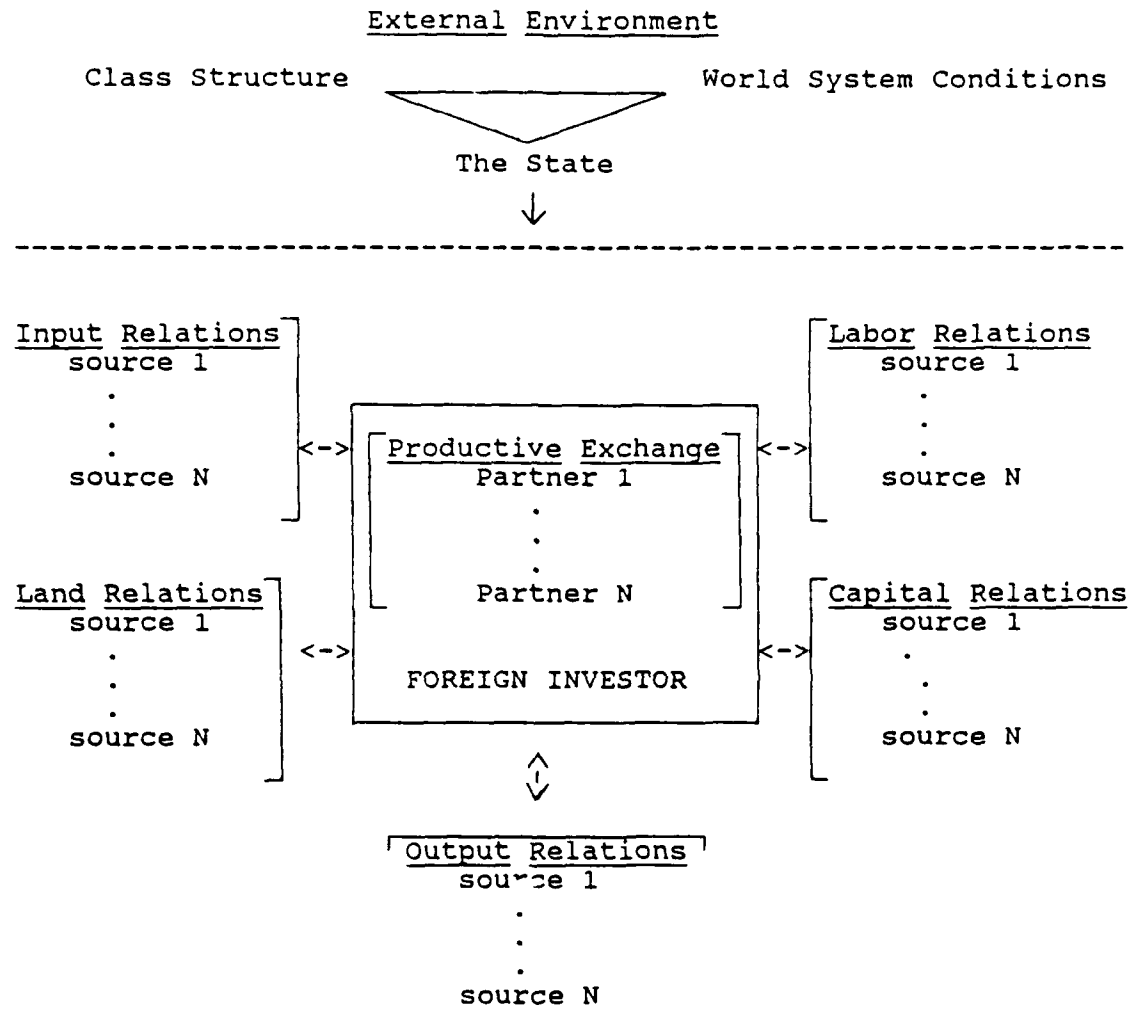 External Environment
Class Structure
World System Conditions
The State
Input Relations
source 1
.
.
.
source N
Labor Relations
source 1
.
.
.
source N
<->
Productive Exchange
Partner 1
.
.
.
Partner N
<->
Land Relations
source 1
.
.
.
source N
<->
FOREIGN INVESTOR
<->
Capital Relations
source 1
.
.
.
source N
Output Relations
source 1
.
.
.
source N